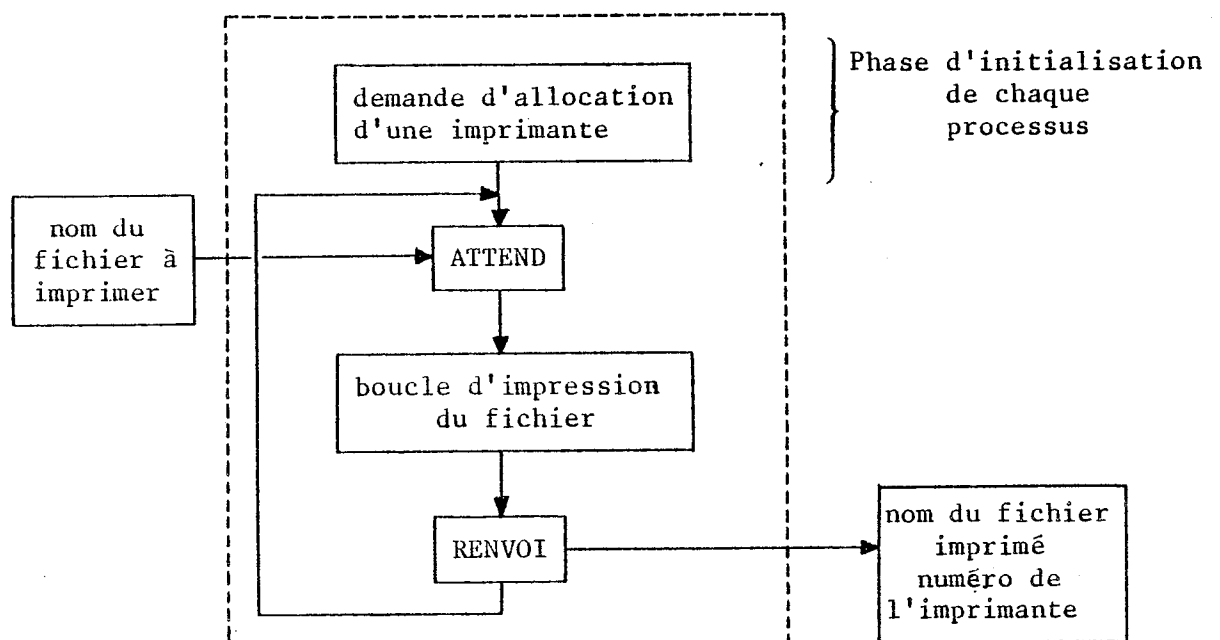 Phase d'initialisation
de chaque
processus
demande d'allocation
d'une imprimante
nom du
fichier à
imprimer
ATTEND
boucle d'impression
du fichier
RENVOI
nom du fichier
imprimé
numéro de
l'imprimante